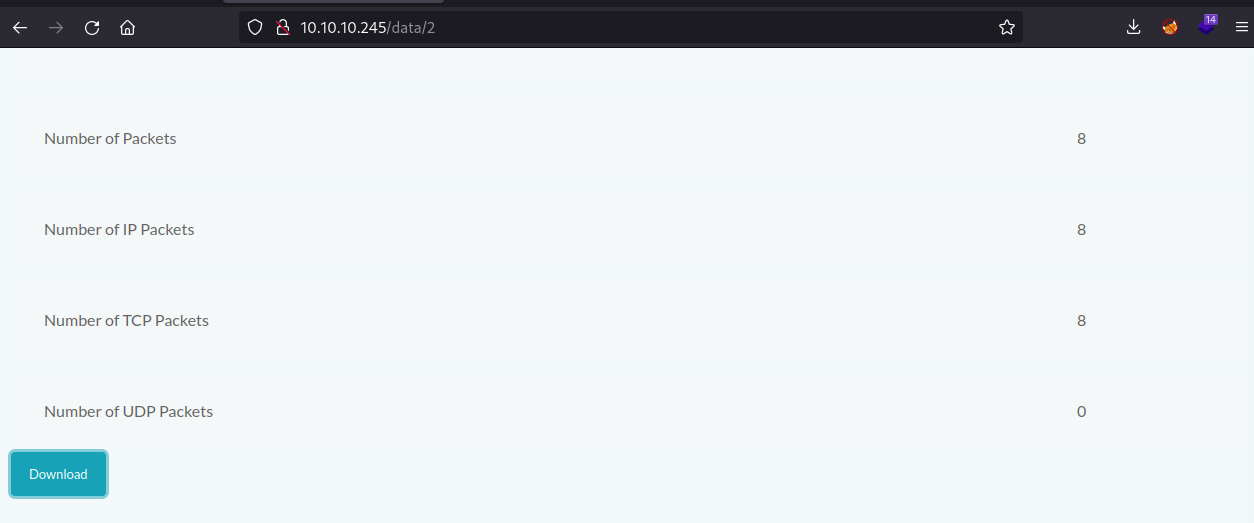 10.10.10.245/data/2
14
Number of Packets 8
Number of IP Packets 8
Number of TCP Packets 8
Number of UDP Packets 0
Download